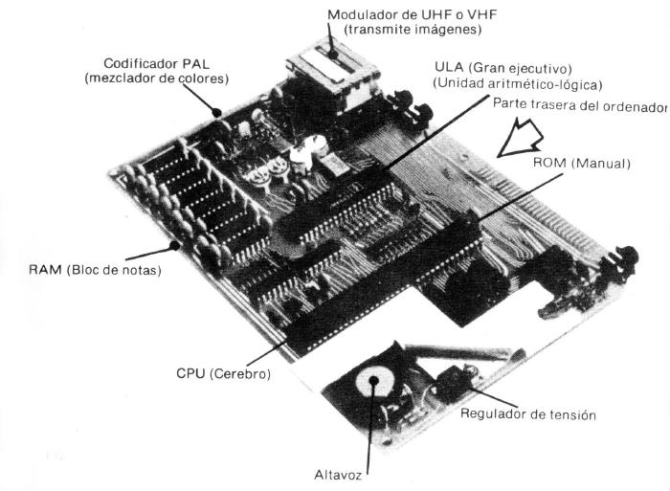 Modulador de UHF o VHF
(transmite imágenes)
Codificador PAL
(mezclador de colores)
ULA (Gran ejecutivo)
(Unidad aritmético-lógica)
Parte trasera del ordenador
ROM (Manual)
RAM (Bloc de notas)
CPU (Cerebro)
Regulador de tensión
Altavoz